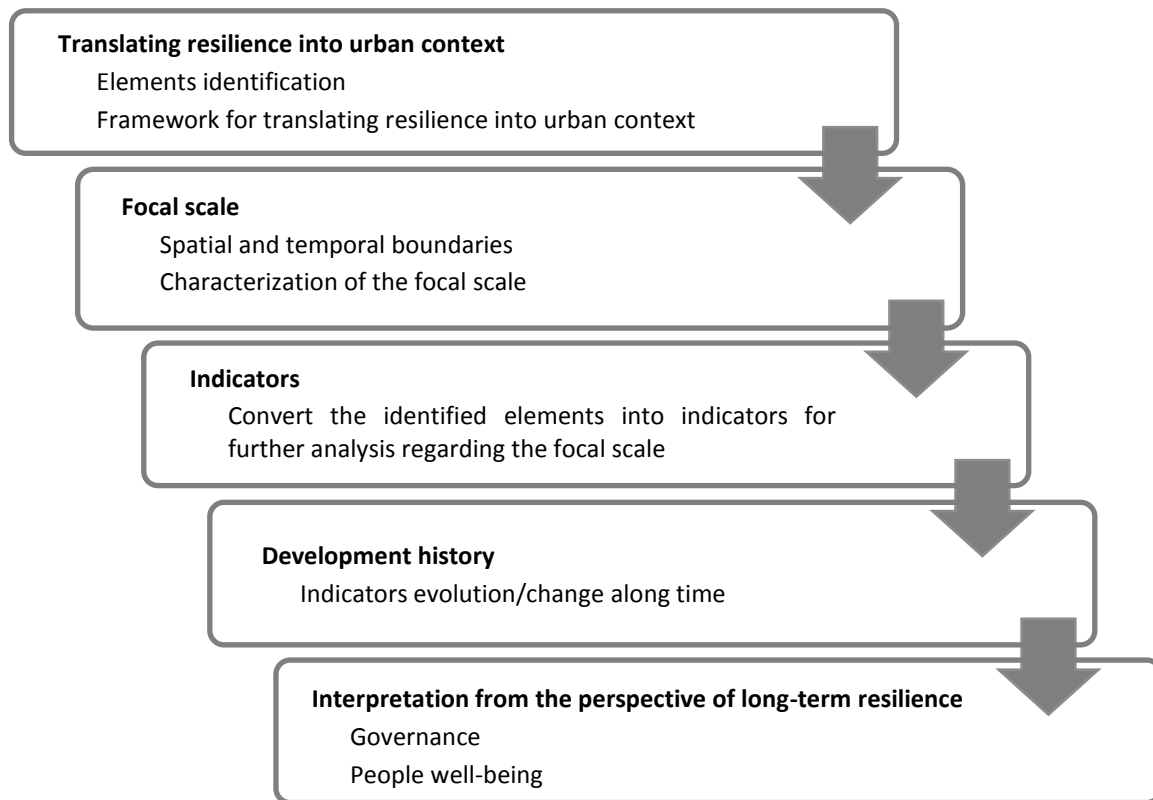 Translating resilience into urban context
Elements identification
Framework for translating resilience into urban context
Focal scale
Spatial and temporal boundaries
Characterization of the focal scale
Indicators
Convert the identified elements into indicators for
further analysis regarding the focal scale
Development history
Indicators evolution/change along time
Interpretation from the perspective of long-term resilience
Governance
People well-being